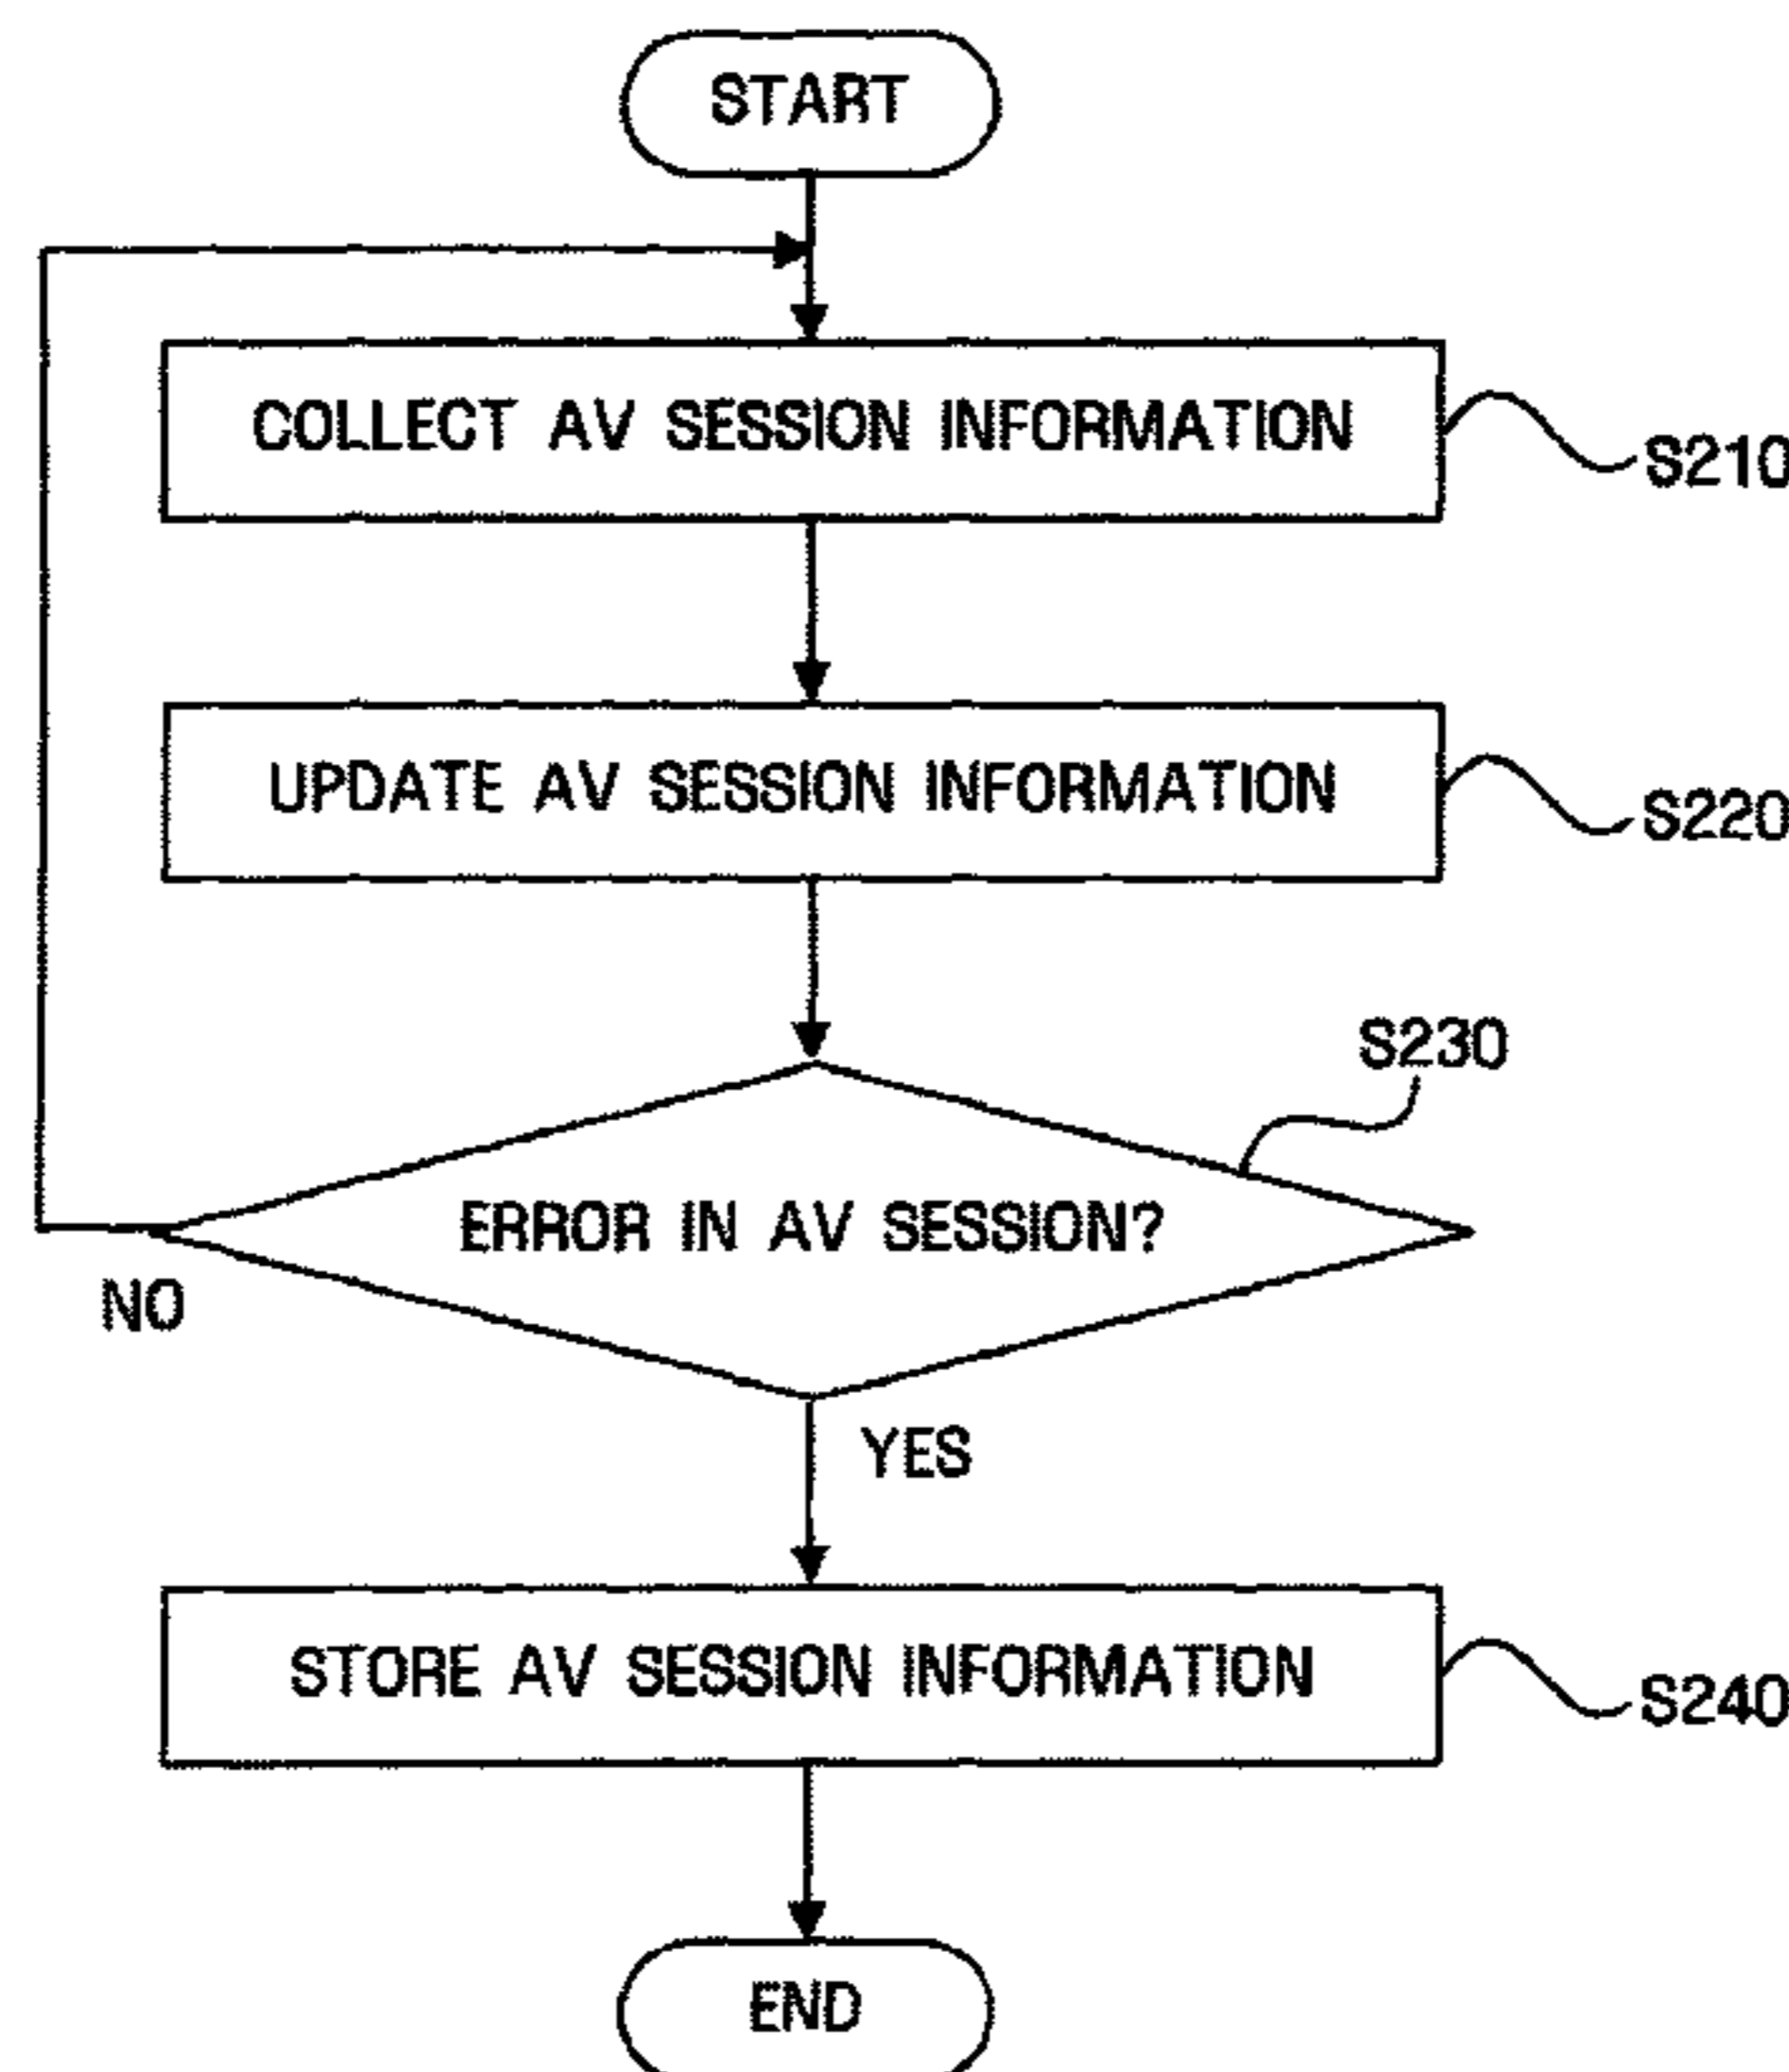 START
COLLECT AV SESSION INFORMATION
S210
UPDATE AV SESSION INFORMATION
S220
S230
ERROR IN AV SESSION?
NO
YES
STORE AV SESSION INFORMATION
S240
END